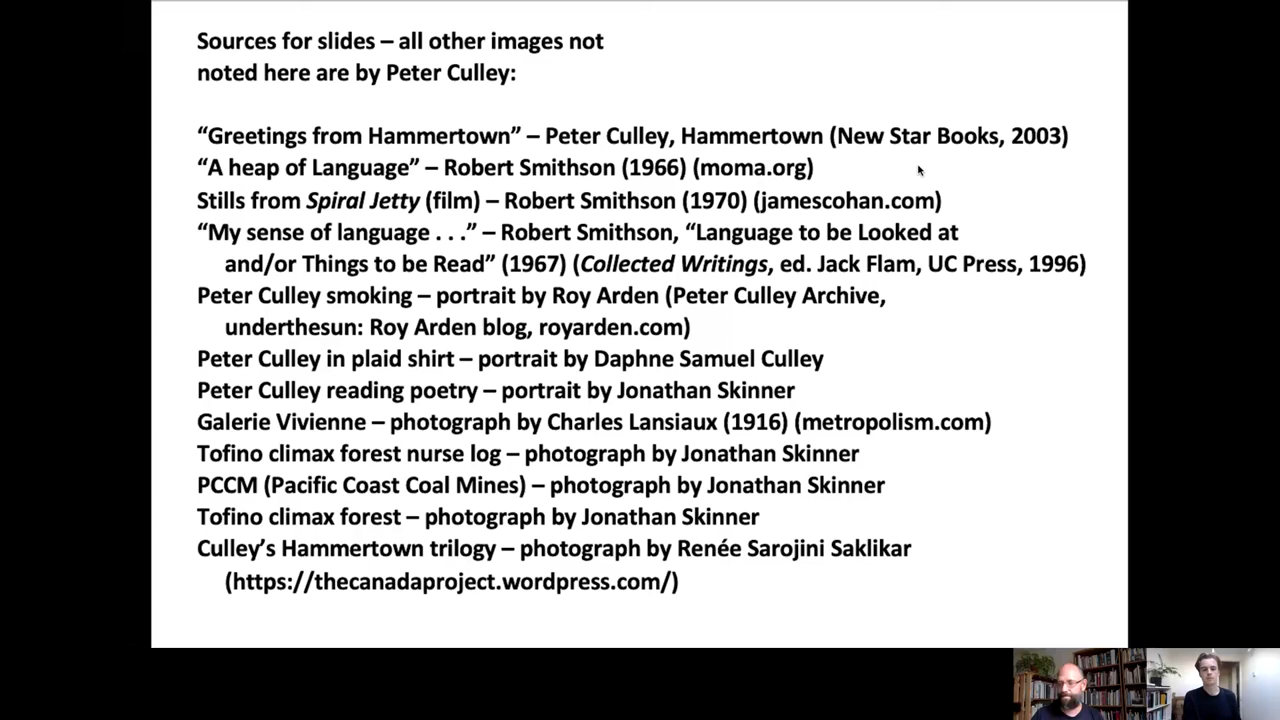 Sources for slides – all other images not
noted here are by Peter Culley:
“Greetings from Hammertown” – Peter Culley, Hammertown (New Star Books, 2003)
“A heap of Language” – Robert Smithson (1966) (moma.org)
Stills from Spiral Jetty (film) – Robert Smithson (1970) (jamescohan.com)
“My sense of language . . .” – Robert Smithson, “Language to be Looked at
and/or Things to be Read” (1967) (Collected Writings, ed. Jack Flam, UC Press, 1996)
Peter Culley smoking – portrait by Roy Arden (Peter Culley Archive,
underthesun: Roy Arden blog, royarden.com)
Peter Culley in plaid shirt – portrait by Daphne Samuel Culley
Peter Culley reading poetry – portrait by Jonathan Skinner
Galerie Vivienne – photograph by Charles Lansiaux (1916) (metropolism.com)
Tofino climax forest nurse log – photograph by Jonathan Skinner
PCCM (Pacific Coast Coal Mines) – photograph by Jonathan Skinner
Tofino climax forest – photograph by Jonathan Skinner
Culley’s Hammertown trilogy – photograph by Renée Sarojini Saklikar
(https://thecanadaproject.wordpress.com/)